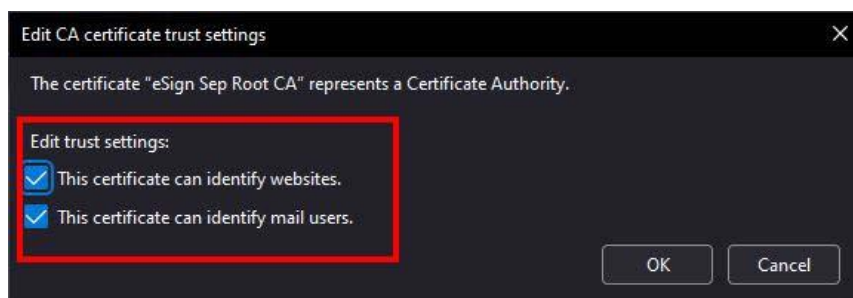 Edit CA certificate trust settings
The certificate "eSign Sep Root CA" represents a Certificate Authority.
Edit trust settings:
This certificate can identify websites.
This certificate can identify mail users.
OK Cancel